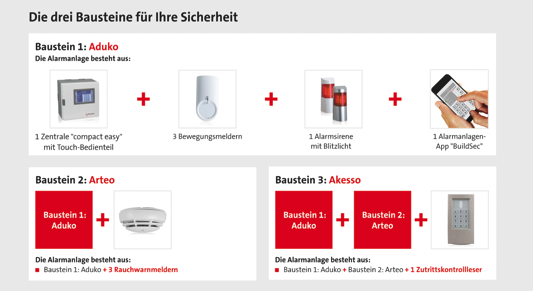 Die drei Bausteine für Ihre Sicherheit
Baustein 1: Aduko
Die Alarmanlage besteht aus:
1 Zentrale "compact easy"
mit Touch-Bedienteil
3 Bewegungsmeldern
1 Alarmsirene
mit Blitzlicht
1 Alarmanlagen-
App "BuildSec"
Baustein 2: Arteo
Baustein 1:
Aduko
Die Alarmanlage besteht aus:
Baustein 1: Aduko + 3 Rauchwarnmeldern
Baustein 3: Akesso
Baustein 1:
Aduko
Baustein 2:
Arteo
Die Alarmanlage besteht aus:
Baustein 1: Aduko + Baustein 2: Arteo + 1 Zutrittskontrollleser